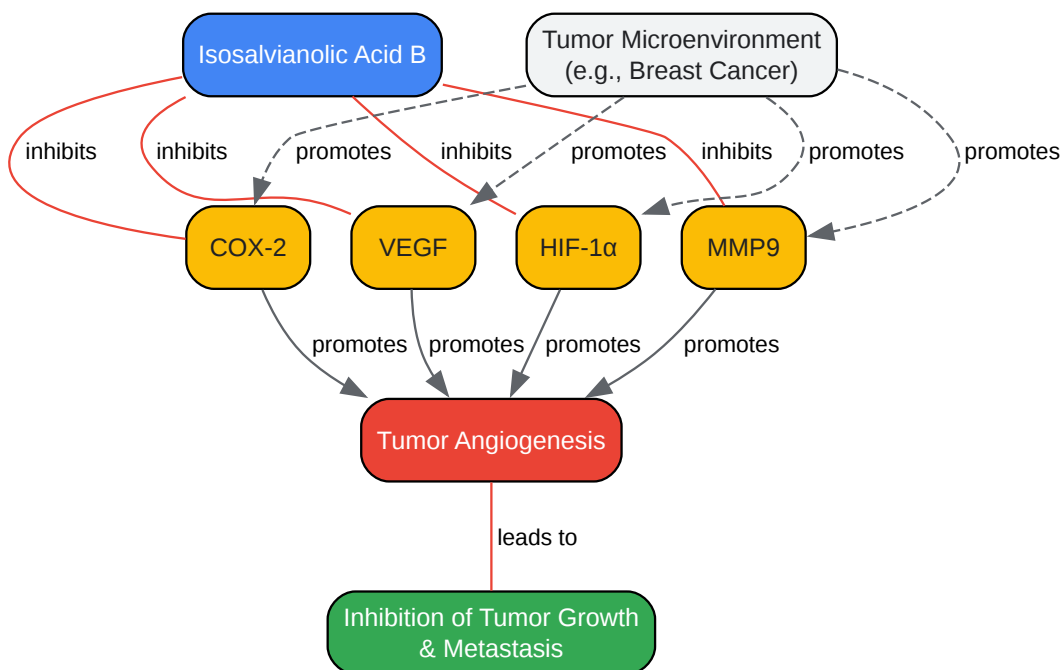 Isosalvianolic Acid B
Tumor Microenvironment
(e.g., Breast Cancer)
inhibits
inhibits
promotes
inhibits
promotes
inhibits
promotes
promotes
COX-2
VEGF
HIF-1α
MMP9
promotes
promotes
promotes
promotes
Tumor Angiogenesis
leads to
Inhibition of Tumor Growth
& Metastasis